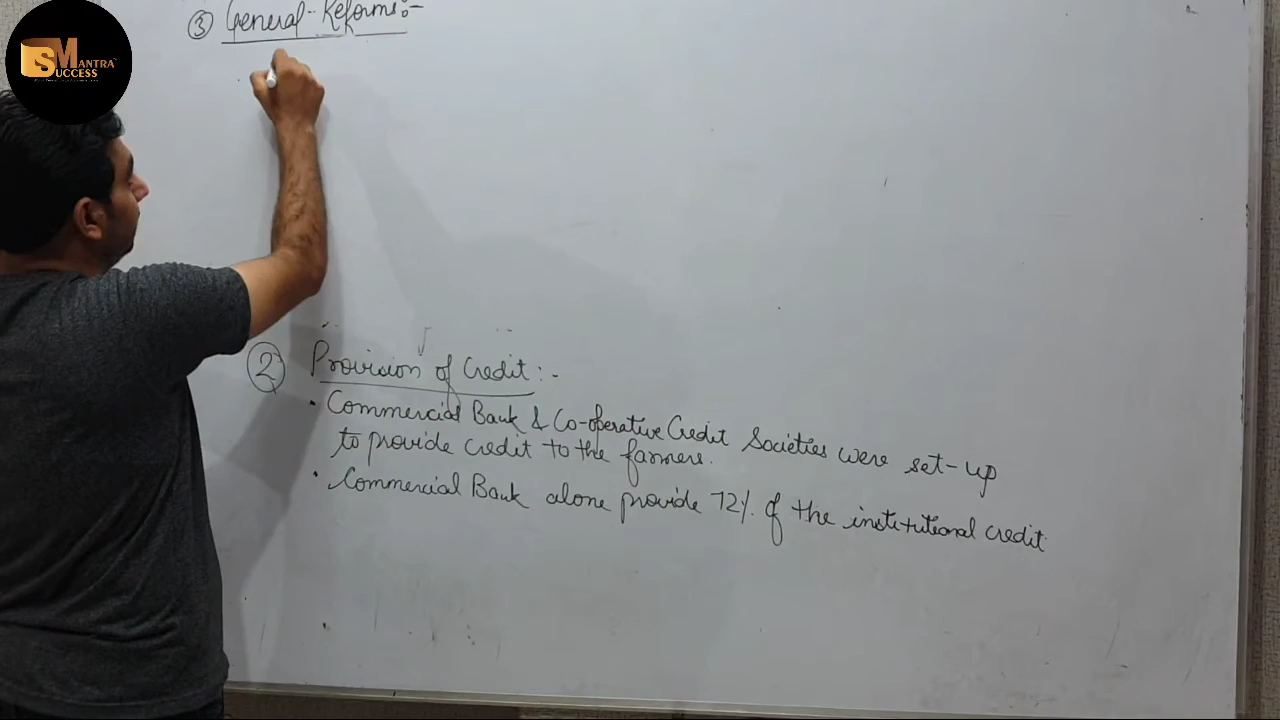 ③ General Reforms:-
SUCCESS MANTRA
② Provision of Credit :-
• Commercial Bank & Co-operative Credit Societies were set-up
to provide credit to the farmers.
• Commercial Bank alone provide 72% of the institutional credit